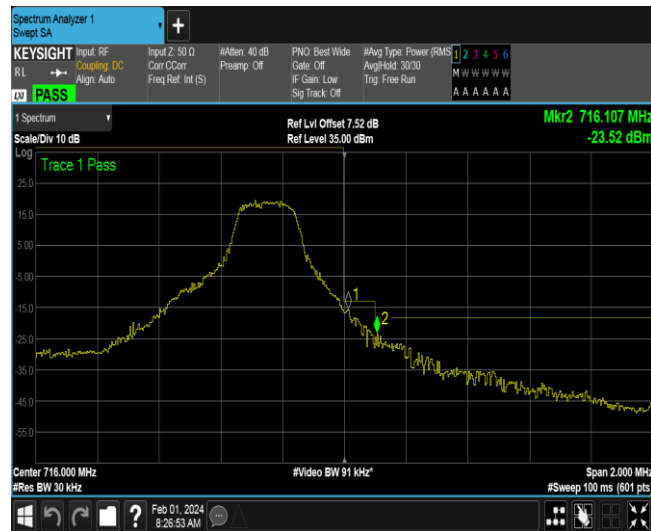 Spectrum Analyzer 1
Swept SA
+
KEYSIGHT
RL
LXI PASS
Input: RF
Coupling: DC
Align: Auto
Input Z: 50 Ω
Corr CCorr
Freq Ref: Int (S)
#Atten: 40 dB
Preamp: Off
PNO: Best Wide
Gate: Off
IF Gain: Low
Sig Track: Off
#Avg Type: Power (RMS
Avg|Hold: 30/30
Trig: Free Run
1 2 3 4 5 6
M W W W W W
A A A A A A
1 Spectrum
Scale/Div 10 dB
Ref Lvl Offset 7.52 dB
Ref Level 35.00 dBm
Mkr2 716.107 MHz
-23.52 dBm
Log
Trace 1 Pass
25.0
15.0
5.00
-5.00
-15.0
-25.0
-35.0
-45.0
-55.0
1
2
Center 716.000 MHz
#Res BW 30 kHz
#Video BW 91 kHz*
Span 2.000 MHz
#Sweep 100 ms (601 pts)
?
Feb 01, 2024
8:26:53 AM